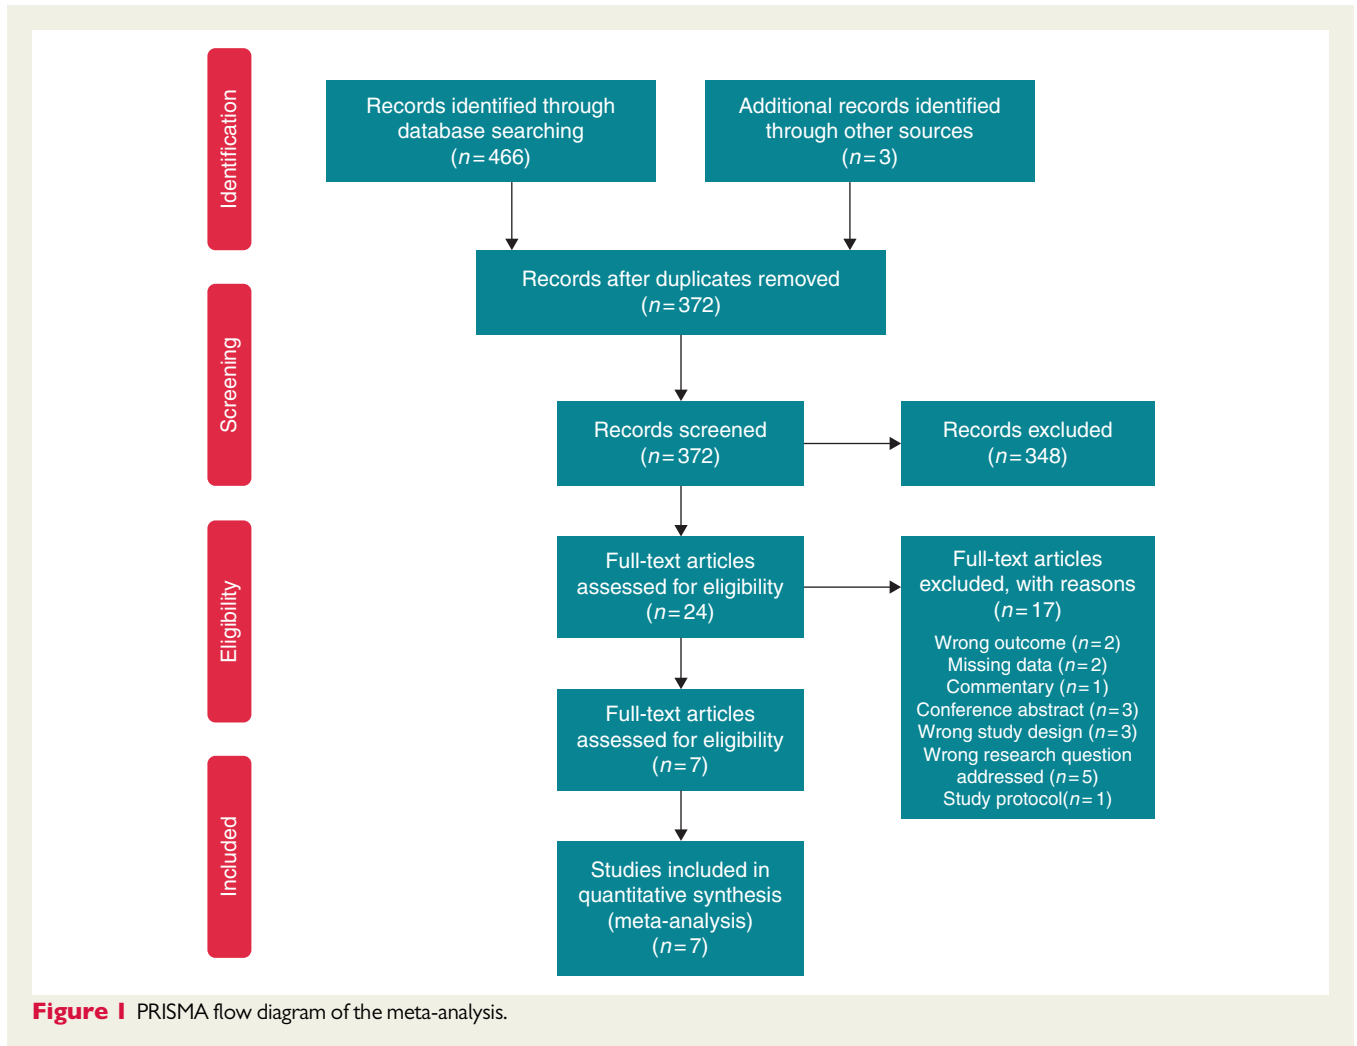 Identification
Records identified through
database searching
(n=466)
Additional records identified
through other sources
(n=3)
Records after duplicates removed
(n=372)
Screening
Records screened
(n=372)
Records excluded
(n=348)
Eligibility
Full-text articles
assessed for eligibility
(n=24)
Full-text articles
excluded, with reasons
(n=17)
Wrong outcome (n=2)
Missing data (n=2)
Commentary (n=1)
Conference abstract (n=3)
Wrong study design (n=3)
Wrong research question
addressed (n=5)
Study protocol(n=1)
Full-text articles
assessed for eligibility
(n=7)
Included
Studies included in
quantitative synthesis
(meta-analysis)
(n=7)
Figure 1 PRISMA flow diagram of the meta-analysis.